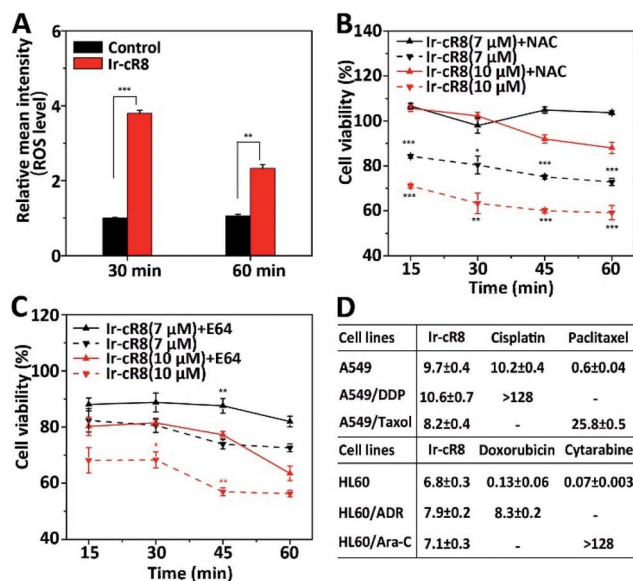 A
Control
Ir-cR8
***
**
Relative mean intensity
(ROS level)
6
4
2
0
30 min
60 min
B
Ir-cR8(7 μM)+NAC
Ir-cR8(7 μM)
Ir-cR8(10 μM)+NAC
Ir-cR8(10 μM)
*** * *** ***
*** ** *** ***
Cell viability (%)
140
120
100
80
60
40
15 30 45 60
Time (min)
C
Ir-cR8(7 μM)+E64
Ir-cR8(7 μM)
Ir-cR8(10 μM)+E64
Ir-cR8(10 μM)
**
* **
Cell viability (%)
120
100
80
60
40
15 30 45 60
Time (min)
D
Cell lines Ir-cR8 Cisplatin Paclitaxel
A549 9.7±0.4 10.2±0.4 0.6±0.04
A549/DDP 10.6±0.7 >128 -
A549/Taxol 8.2±0.4 - 25.8±0.5
Cell lines Ir-cR8 Doxorubicin Cytarabine
HL60 6.8±0.3 0.13±0.06 0.07±0.003
HL60/ADR 7.9±0.2 8.3±0.2 -
HL60/Ara-C 7.1±0.3 - >128